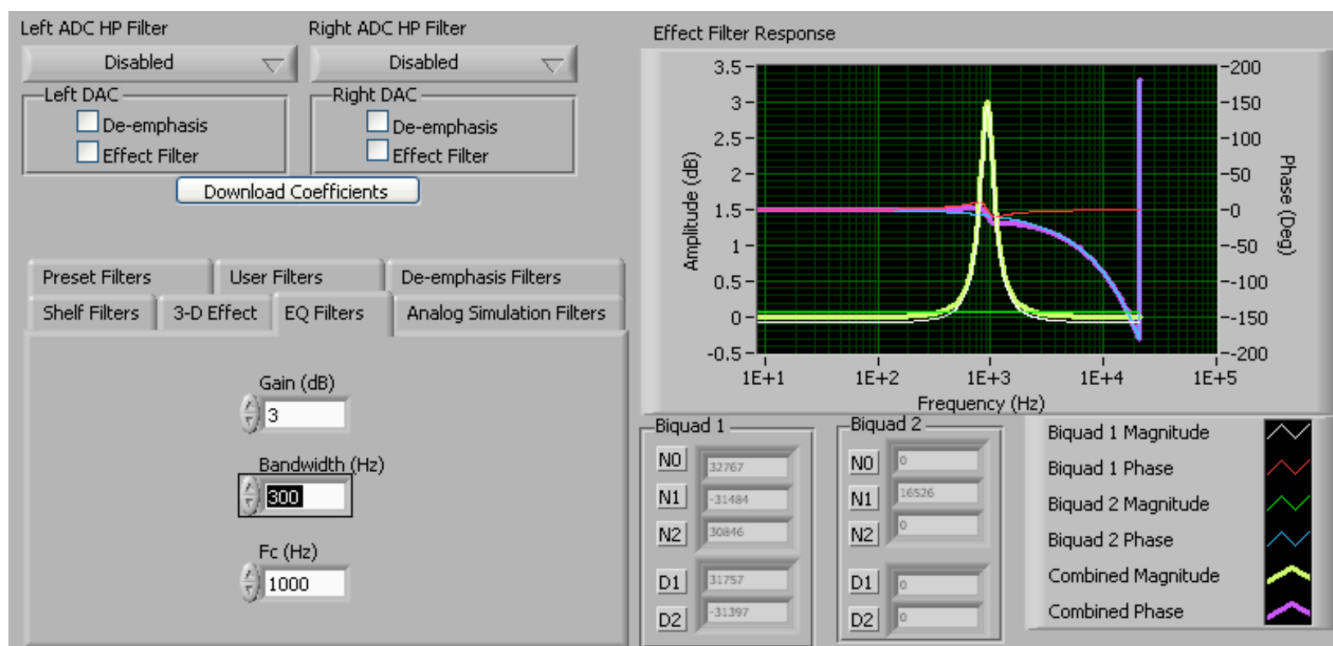 Left ADC HP Filter
Right ADC HP Filter
Disabled
Disabled
Left DAC
De-emphasis
Effect Filter
Right DAC
De-emphasis
Effect Filter
Download Coefficients
Preset Filters
User Filters
De-emphasis Filters
Shelf Filters
3-D Effect
EQ Filters
Analog Simulation Filters
Gain (dB)
3
Bandwidth (Hz)
300
Fc (Hz)
1000
Effect Filter Response
Amplitude (dB)
3.5
3
2.5
2
1.5
1
0.5
0
-0.5
200
150
100
50
0
-50
-100
-150
-200
Phase (Deg)
1E+1
1E+2
1E+3
1E+4
1E+5
Frequency (Hz)
Biquad 1
N0 32767
N1 -31484
N2 30846
D1 31757
D2 -31397
Biquad 2
N0 0
N1 16526
N2 0
D1 0
D2 0
Biquad 1 Magnitude
Biquad 1 Phase
Biquad 2 Magnitude
Biquad 2 Phase
Combined Magnitude
Combined Phase